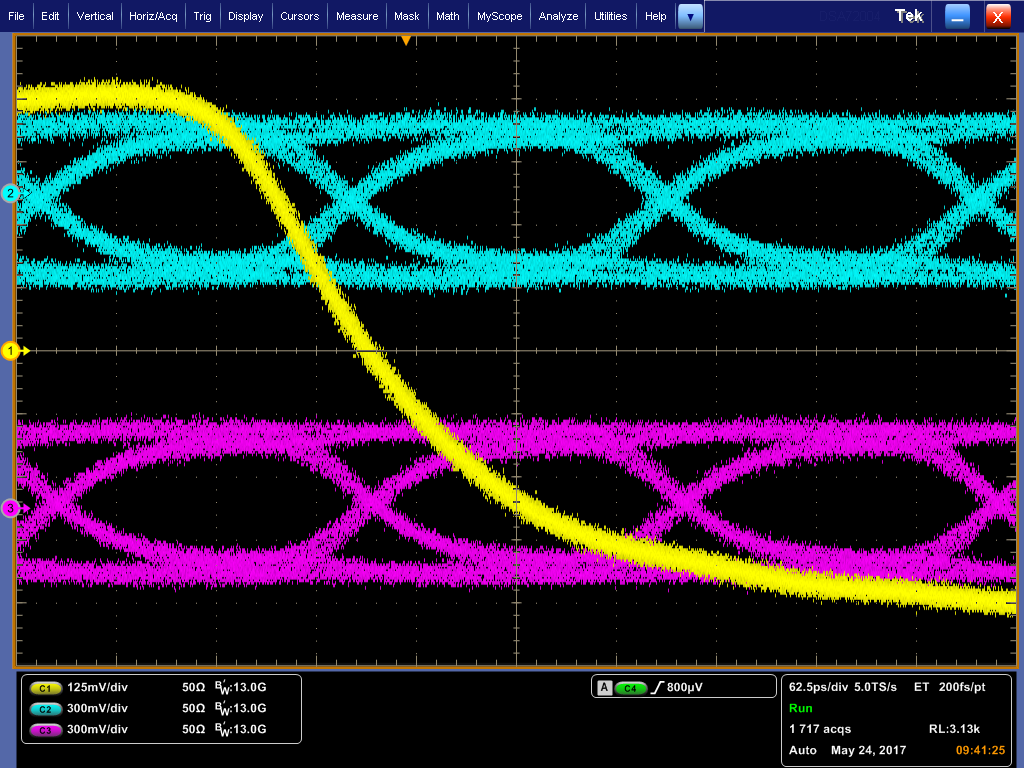 File Edit Vertical Horiz/Acq Trig Display Cursors Measure Mask Math MyScope Analyze Utilities Help Tek X
2
1
3
C1 125mV/div 50Ω BW:13.0G
C2 300mV/div 50Ω BW:13.0G
C3 300mV/div 50Ω BW:13.0G
A C4 800µV
62.5ps/div 5.0TS/s ET 200fs/pt
Run
1 717 acqs RL:3.13k
Auto May 24, 2017 09:41:25